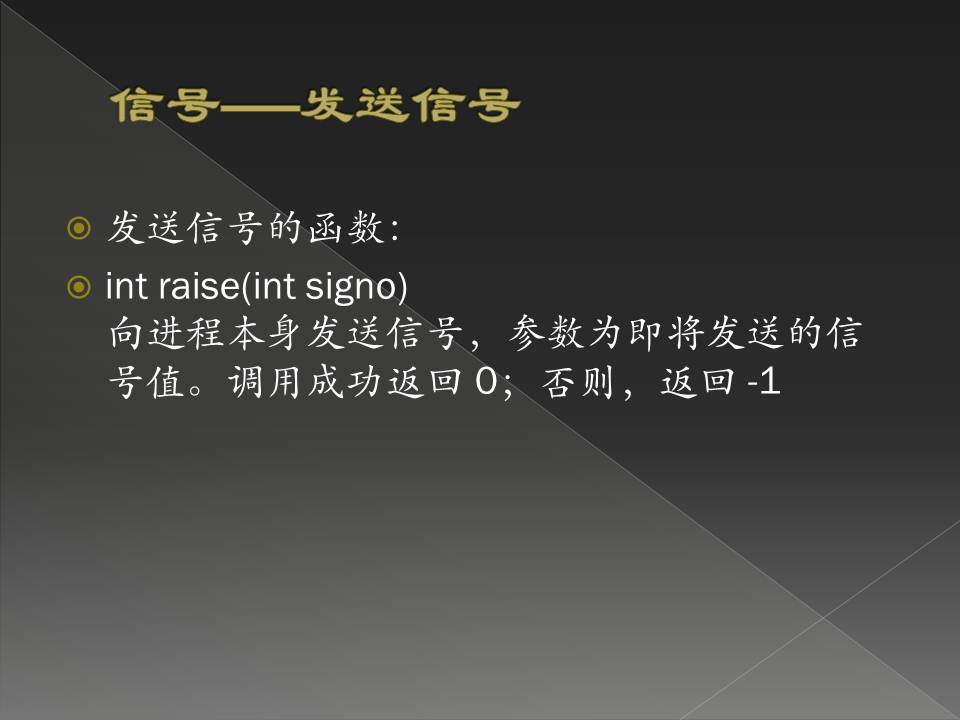 信号——发送信号
发送信号的函数：
int raise(int signo)
向进程本身发送信号，参数为即将发送的信
号值。调用成功返回 0；否则，返回 -1